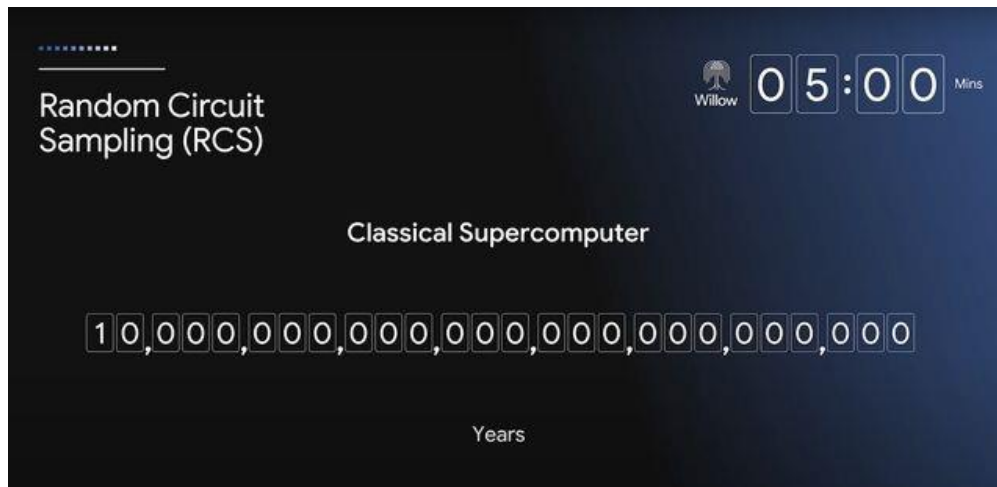 Random Circuit
Sampling (RCS)
Willow
05:00 Mins
Classical Supercomputer
10,000,000,000,000,000,000,000,000
Years